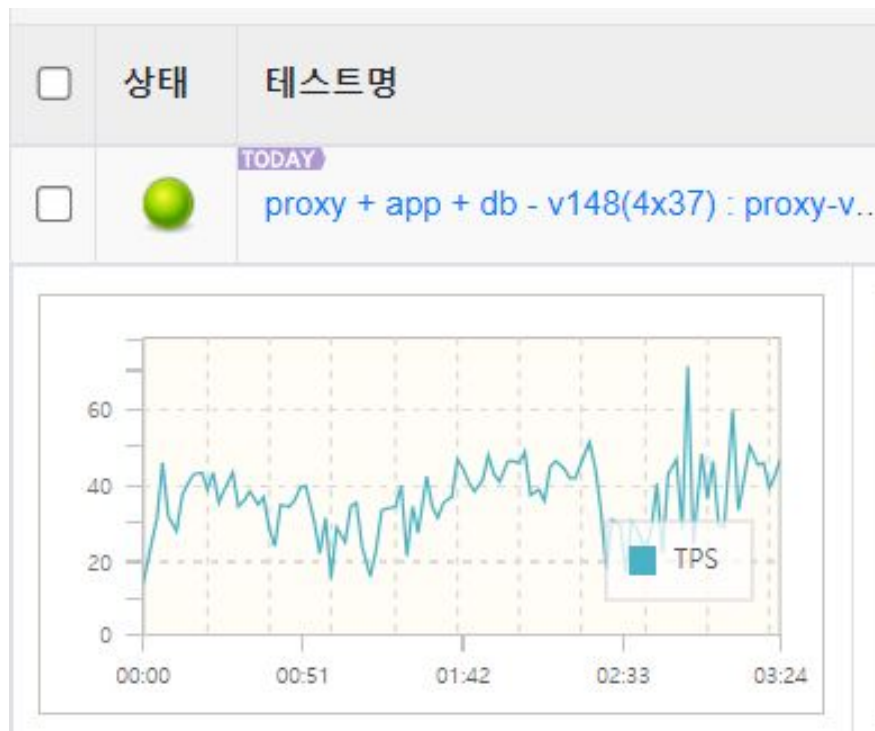 상태 테스트명
TODAY
proxy + app + db - v148(4x37) : proxy-v...
60
40
20
0
TPS
00:00 00:51 01:42 02:33 03:24